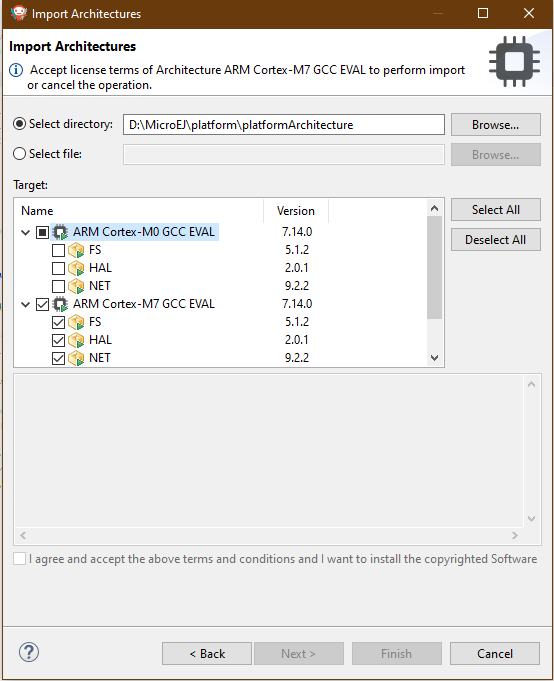 Import Architectures
Import Architectures
Accept license terms of Architecture ARM Cortex-M7 GCC EVAL to perform import
or cancel the operation.
Select directory: D:\MicroEJ\platform\platformArchitecture Browse...
Select file: Browse...
Target:
Name Version
Select All
ARM Cortex-M0 GCC EVAL 7.14.0
Deselect All
FS 5.1.2
HAL 2.0.1
NET 9.2.2
ARM Cortex-M7 GCC EVAL 7.14.0
FS 5.1.2
HAL 2.0.1
NET 9.2.2
I agree and accept the above terms and conditions and I want to install the copyrighted Software
? < Back Next > Finish Cancel